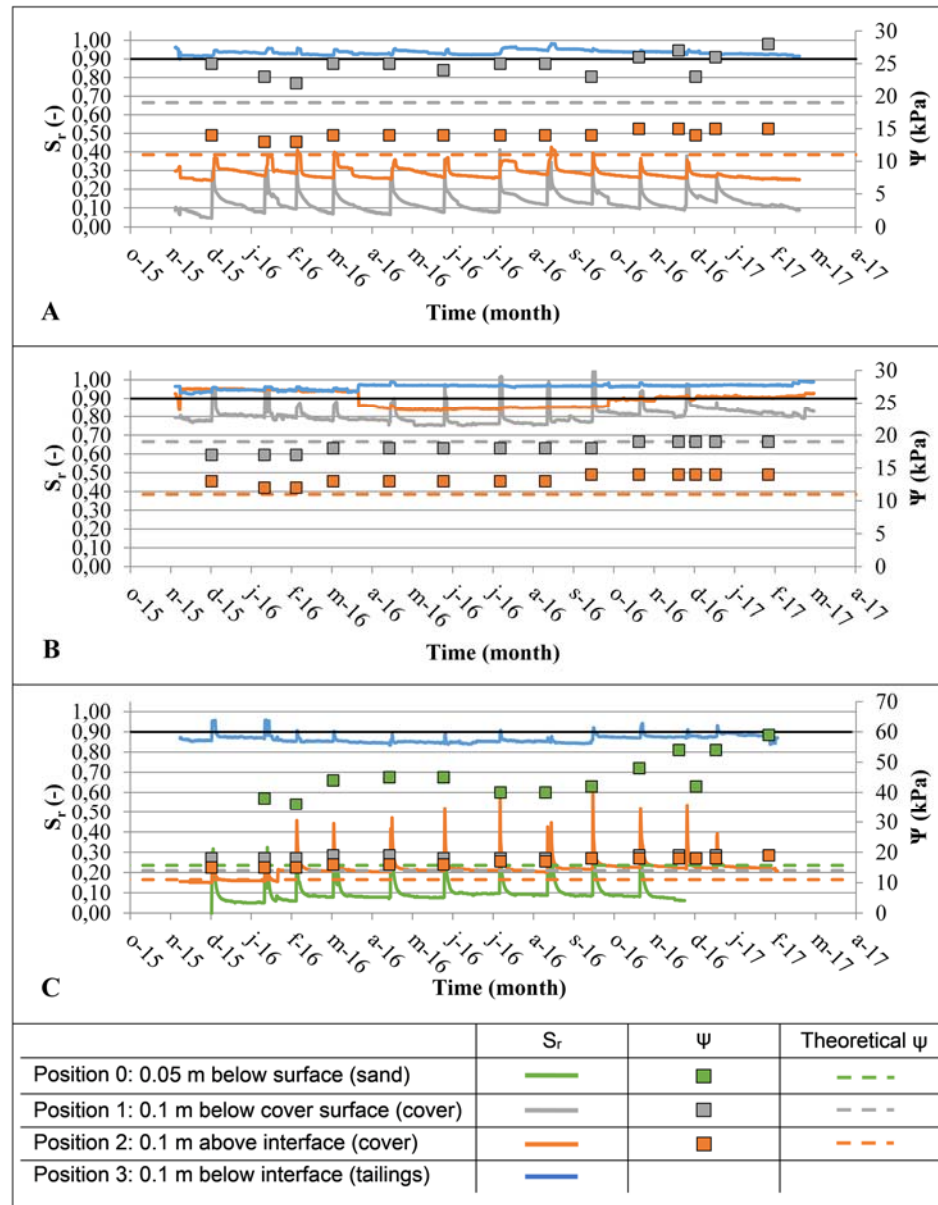 1,00
0,90
0,80
0,70
0,60
0,50
0,40
0,30
0,20
0,10
0,00
Sr (-)
30
25
20
15
10
5
0
Ψ (kPa)
o-15
n-15
d-15
j-16
f-16
m-16
a-16
m-16
j-16
j-16
a-16
s-16
o-16
n-16
d-16
j-17
f-17
m-17
a-17
A
Time (month)
1,00
0,90
0,80
0,70
0,60
0,50
0,40
0,30
0,20
0,10
0,00
Sr (-)
30
25
20
15
10
5
0
Ψ (kPa)
o-15
n-15
d-15
j-16
f-16
m-16
a-16
m-16
j-16
j-16
a-16
s-16
o-16
n-16
d-16
j-17
f-17
m-17
a-17
B
Time (month)
1,00
0,90
0,80
0,70
0,60
0,50
0,40
0,30
0,20
0,10
0,00
Sr (-)
70
60
50
40
30
20
10
0
Ψ (kPa)
o-15
n-15
d-15
j-16
f-16
m-16
a-16
m-16
j-16
j-16
a-16
s-16
o-16
n-16
d-16
j-17
f-17
m-17
a-17
C
Time (month)
Sr Ψ Theoretical ψ
Position 0: 0.05 m below surface (sand)
Position 1: 0.1 m below cover surface (cover)
Position 2: 0.1 m above interface (cover)
Position 3: 0.1 m below interface (tailings)